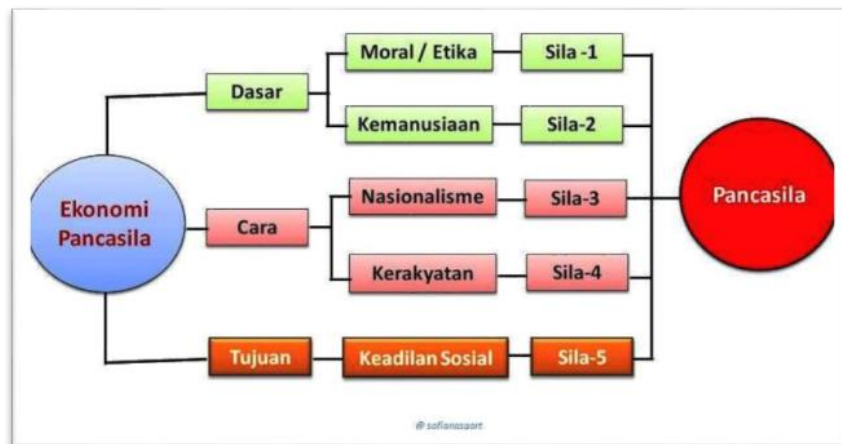 Moral / Etika
Sila -1
Dasar
Kemanusiaan
Sila-2
Ekonomi
Pancasila
Cara
Nasionalisme
Sila-3
Kerakyatan
Sila-4
Pancasila
Tujuan
Keadilan Sosial
Sila-5